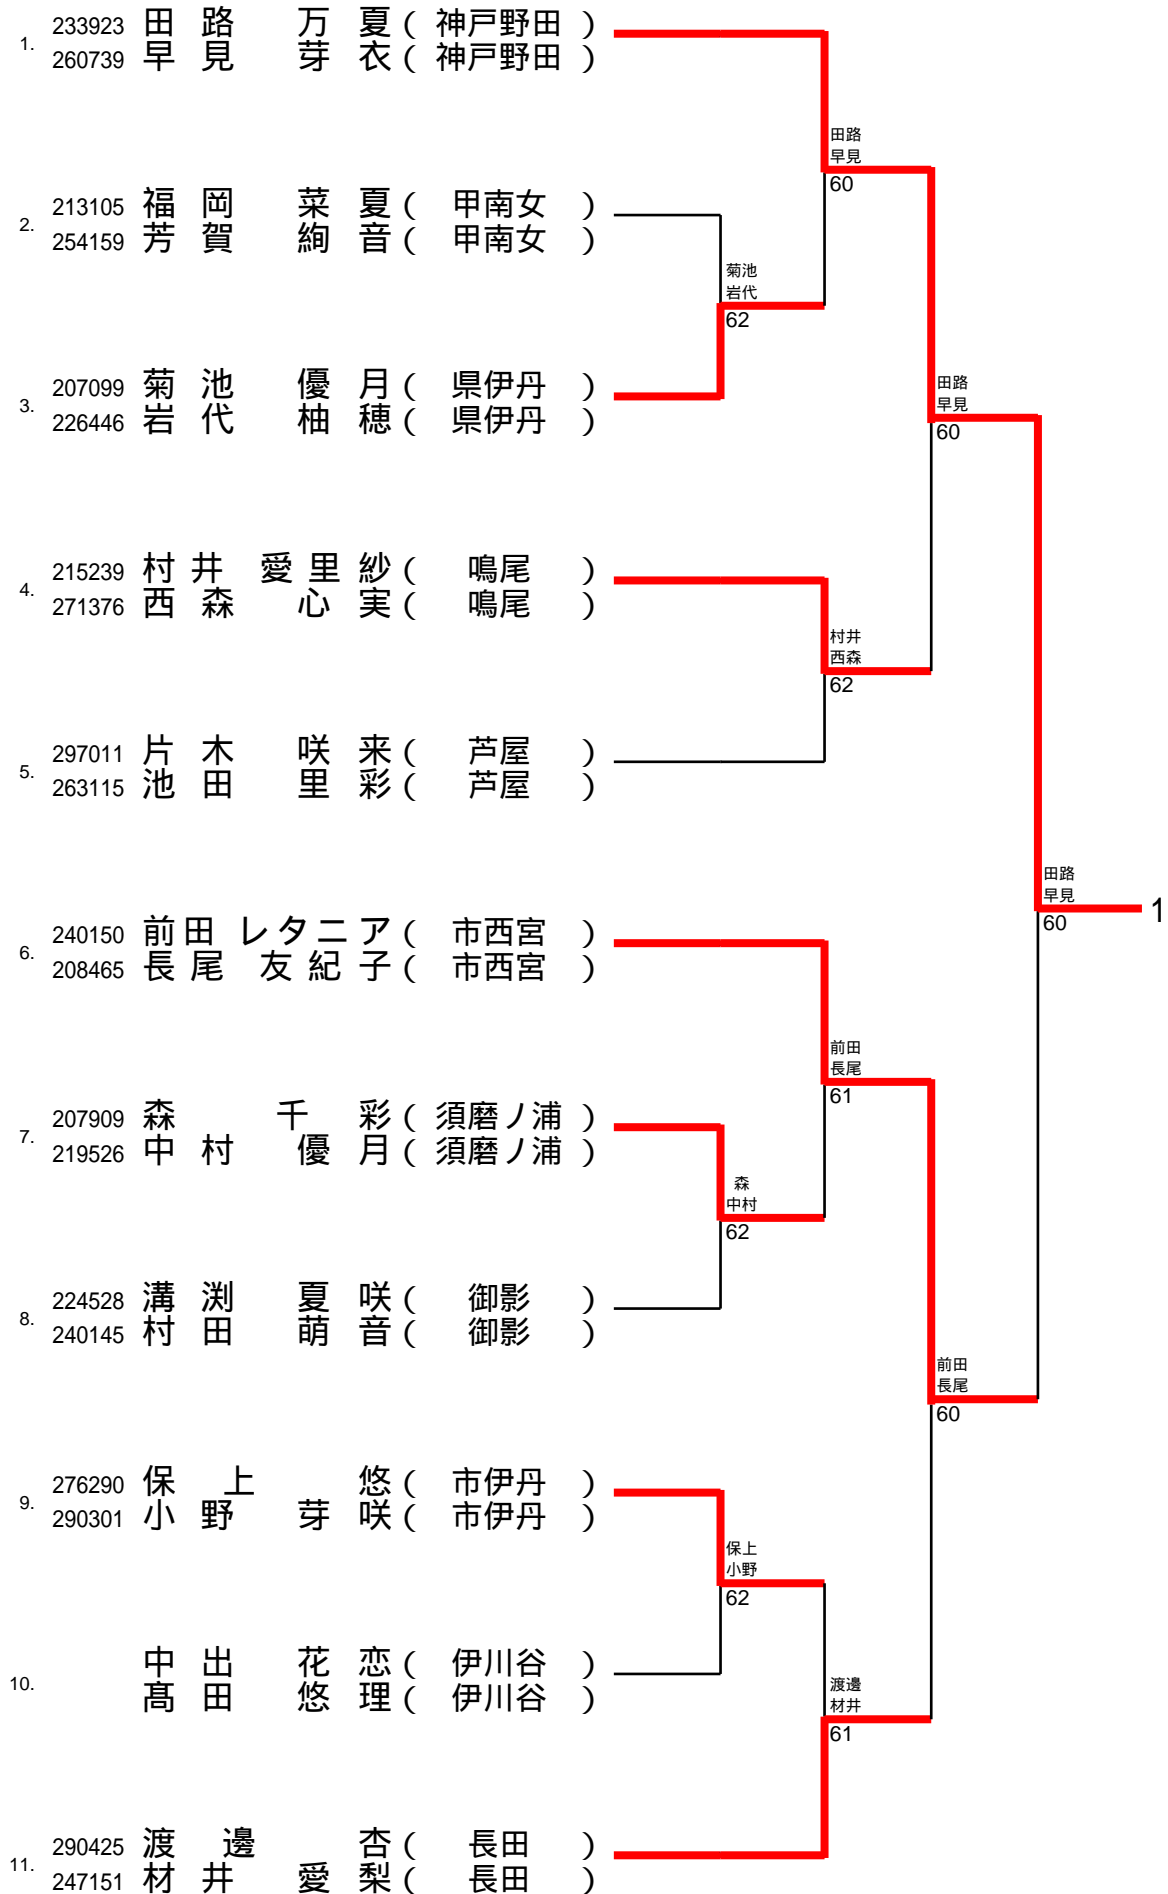 1. 233923 田路 万夏 ( 神戸野田 )
260739 早見 芽衣 ( 神戸野田 )
田路
早見
60
2. 213105 福岡 菜夏 ( 甲南女 )
254159 芳賀 絢音 ( 甲南女 )
菊池
岩代
62
3. 207099 菊池 優月 ( 県伊丹 )
226446 岩代 柚穂 ( 県伊丹 )
田路
早見
60
4. 215239 村井 愛里紗 ( 鳴尾 )
271376 西森 心実 ( 鳴尾 )
村井
西森
62
5. 297011 片木 咲来 ( 芦屋 )
263115 池田 里彩 ( 芦屋 )
田路
早見
60
1
6. 240150 前田 レタニア ( 市西宮 )
208465 長尾 友紀子 ( 市西宮 )
前田
長尾
61
7. 207909 森 千彩 ( 須磨ノ浦 )
219526 中村 優月 ( 須磨ノ浦 )
森
中村
62
8. 224528 溝渕 夏咲 ( 御影 )
240145 村田 萌音 ( 御影 )
前田
長尾
60
9. 276290 保上 悠 ( 市伊丹 )
290301 小野 芽咲 ( 市伊丹 )
保上
小野
62
10. 中出 花恋 ( 伊川谷 )
髙田 悠理 ( 伊川谷 )
渡邊
材井
61
11. 290425 渡邊 杏 ( 長田 )
247151 材井 愛梨 ( 長田 )